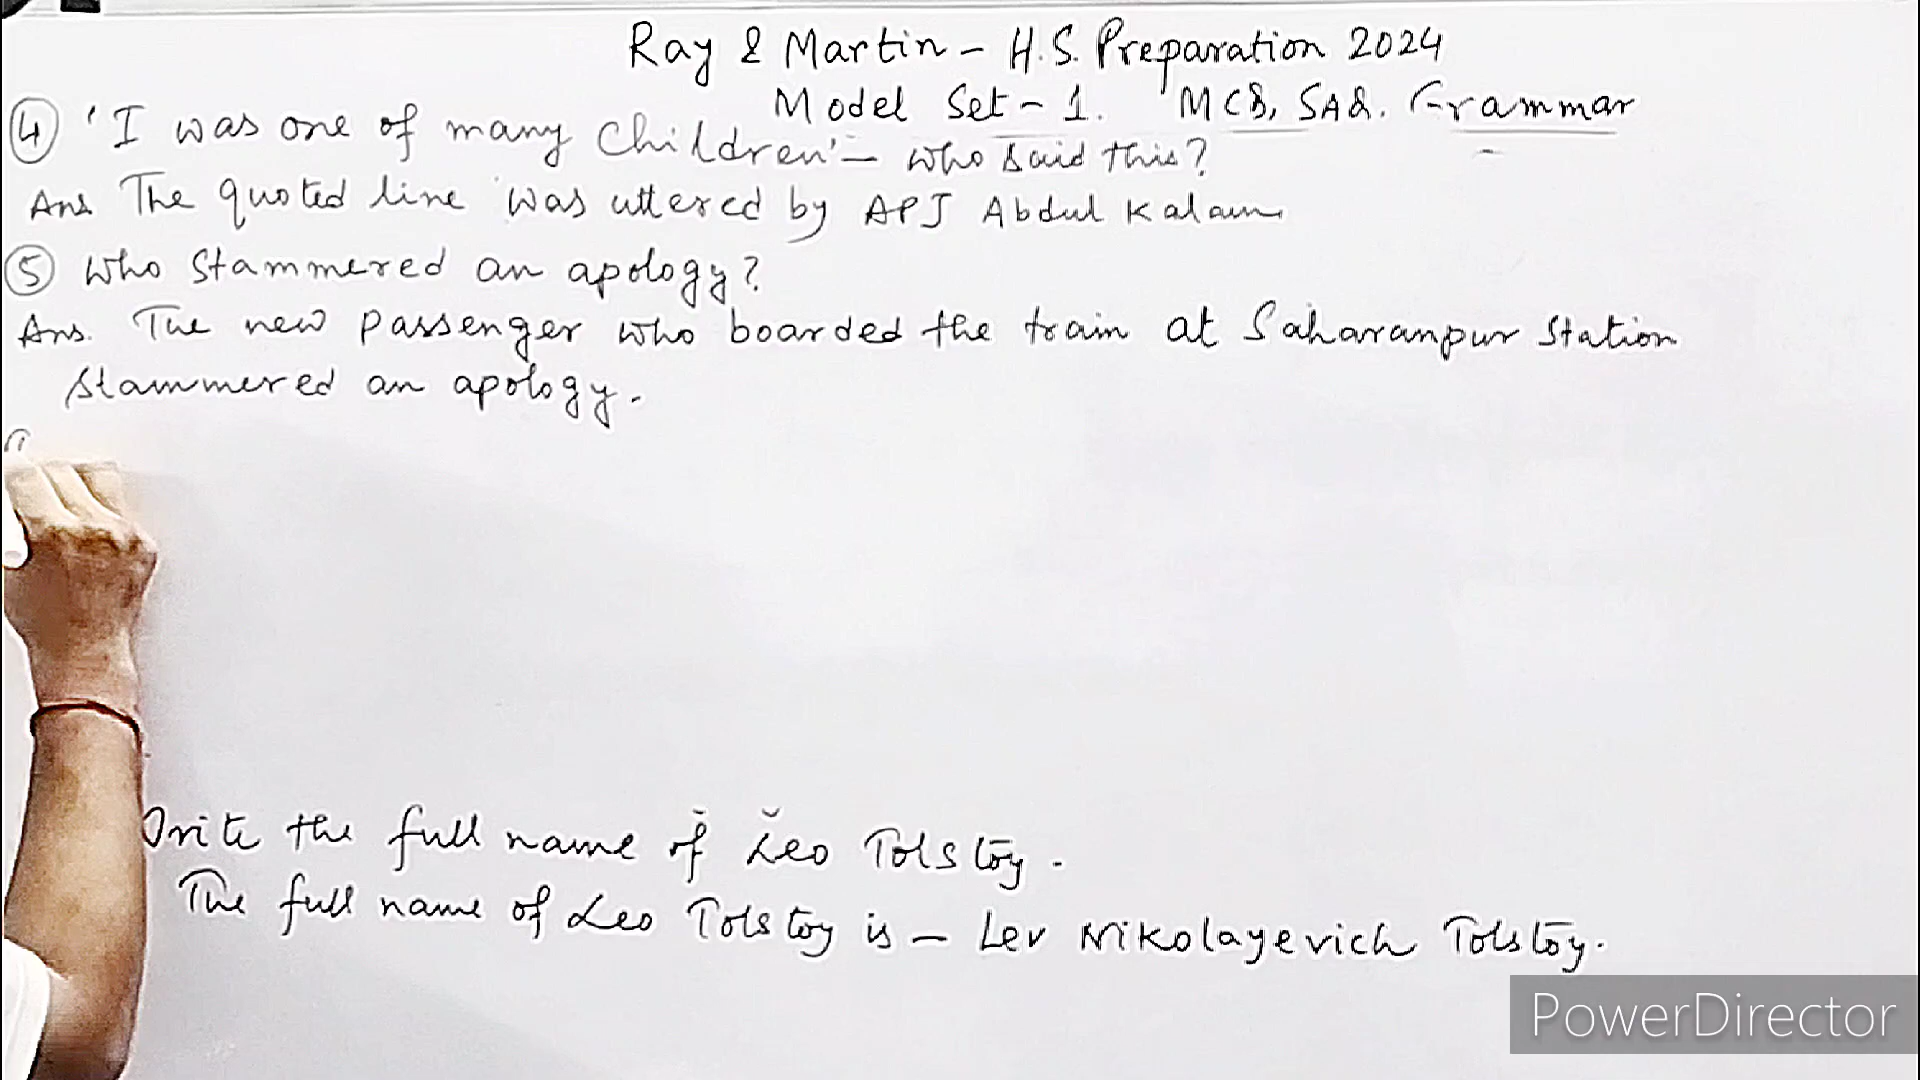 Ray & Martin - H.S. Preparation 2024
Model Set - 1. MCQ, SAQ. Grammar
④ 'I was one of many Children' - who said this?
Ans. The quoted line was uttered by APJ Abdul Kalam
⑤ Who stammered an apology?
Ans. The new passenger who boarded the train at Saharanpur Station
stammered an apology.
the full name of Leo Tolstoy.
The full name of Leo Tolstoy is - Lev Nikolayevich Tolstoy.
PowerDirector